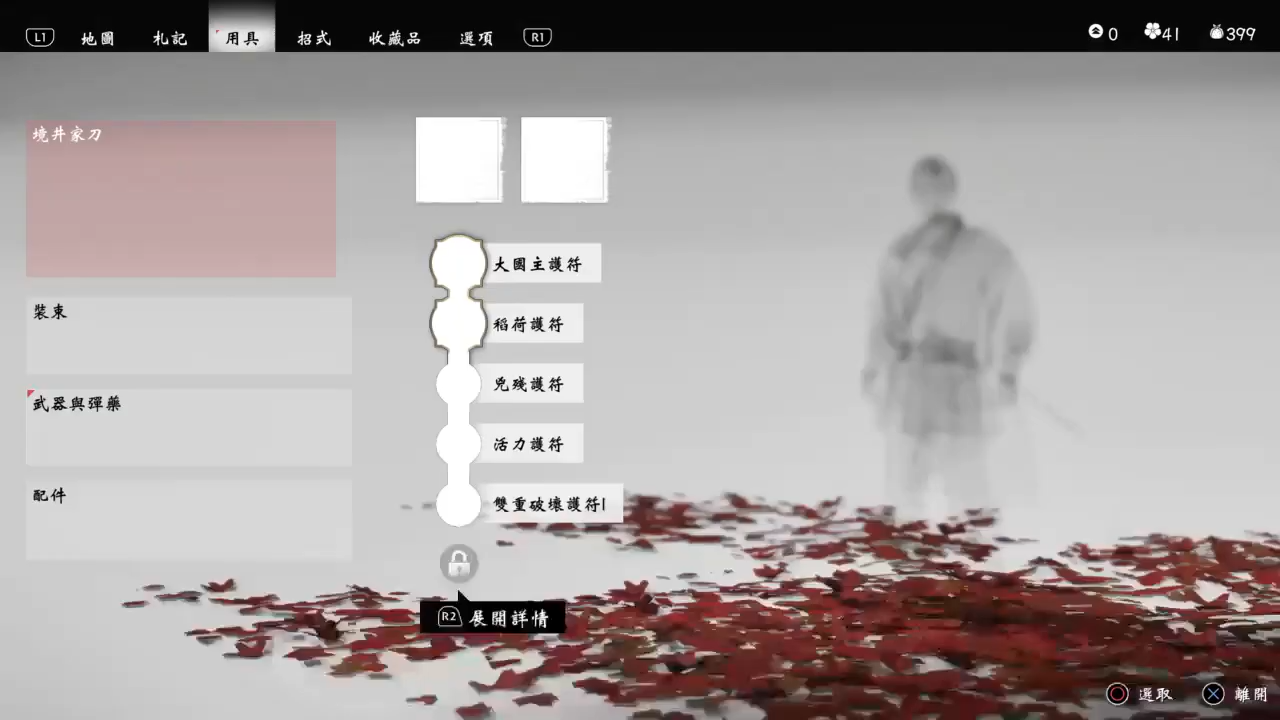 L1 地圖 札記 用具 招式 收藏品 選項 R1
0 41 399
境井家刀
裝束
武器與彈藥
配件
大國主護符
稻荷護符
兇殘護符
活力護符
雙重破壞護符I
R2 展開詳情
選取 離開